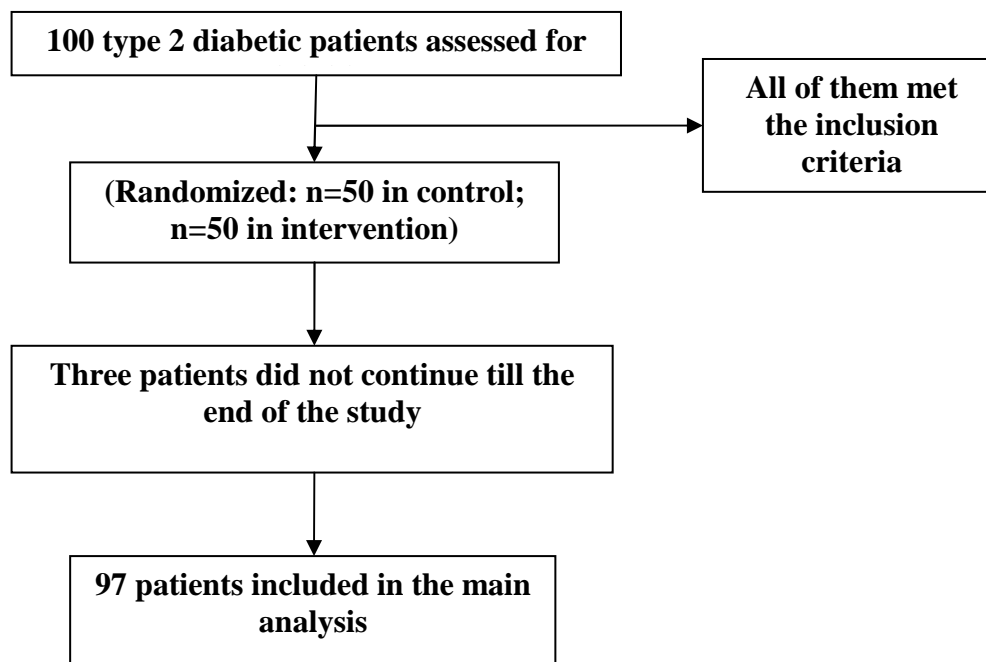 100 type 2 diabetic patients assessed for
All of them met
the inclusion
criteria
(Randomized: n=50 in control;
n=50 in intervention)
Three patients did not continue till the
end of the study
97 patients included in the main
analysis